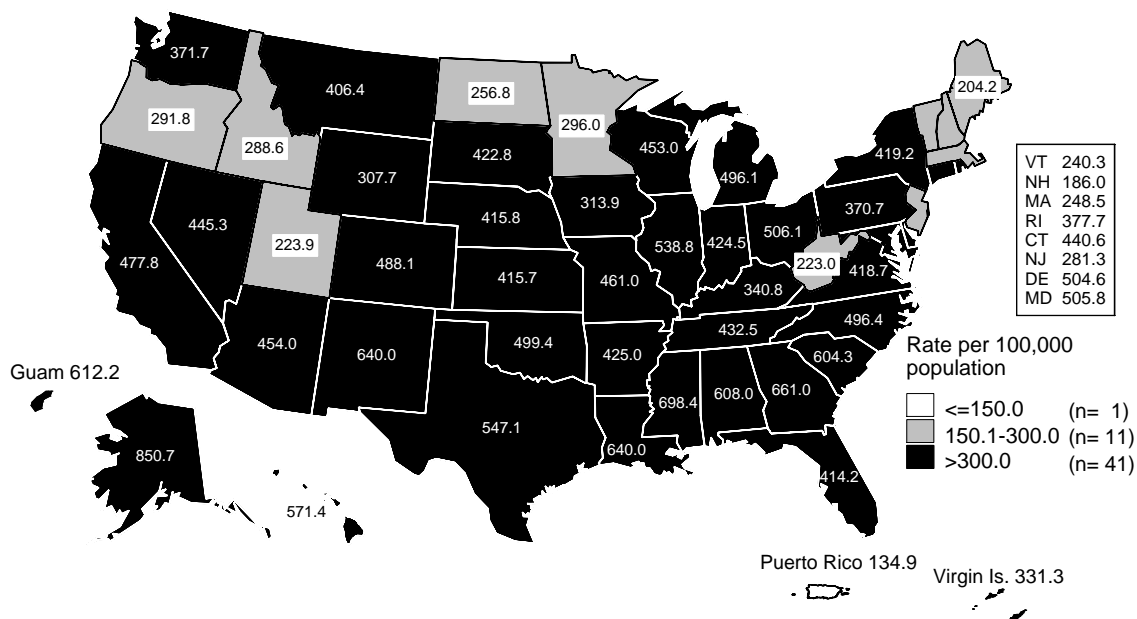 371.7
406.4
256.8
296.0
204.2
291.8
288.6
422.8
453.0
496.1
419.2
307.7
313.9
370.7
445.3
223.9
415.8
538.8
424.5
506.1
223.0
418.7
477.8
488.1
415.7
461.0
340.8
454.0
640.0
499.4
425.0
432.5
496.4
604.3
547.1
640.0
698.4
608.0
661.0
414.2
VT 240.3
NH 186.0
MA 248.5
RI 377.7
CT 440.6
NJ 281.3
DE 504.6
MD 505.8
Rate per 100,000
population
<=150.0 (n= 1)
150.1-300.0 (n= 11)
>300.0 (n= 41)
Guam 612.2
850.7
571.4
Puerto Rico 134.9
Virgin Is. 331.3